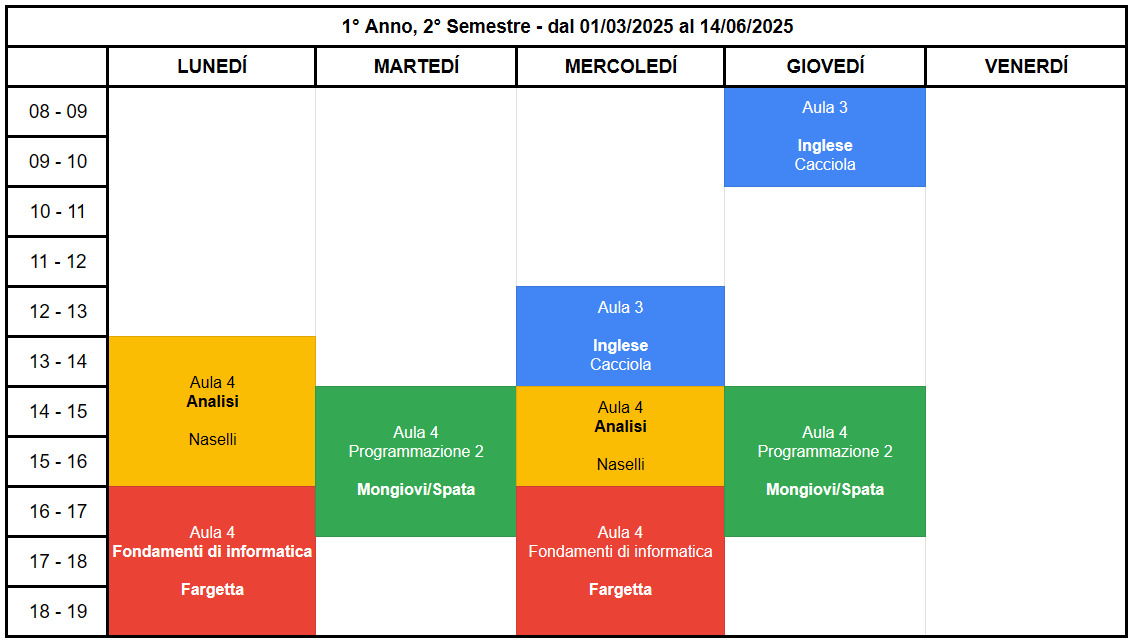 1° Anno, 2° Semestre - dal 01/03/2025 al 14/06/2025
LUNEDÍ MARTEDÍ MERCOLEDÍ GIOVEDÍ VENERDÍ
08 - 09
09 - 10
10 - 11
11 - 12
12 - 13
13 - 14
14 - 15
15 - 16
16 - 17
17 - 18
18 - 19
Aula 4
Analisi
Naselli
Aula 4
Fondamenti di informatica
Fargetta
Aula 4
Programmazione 2
Mongiovi/Spata
Aula 3
Inglese
Cacciola
Aula 4
Analisi
Naselli
Aula 4
Fondamenti di informatica
Fargetta
Aula 3
Inglese
Cacciola
Aula 4
Programmazione 2
Mongiovi/Spata